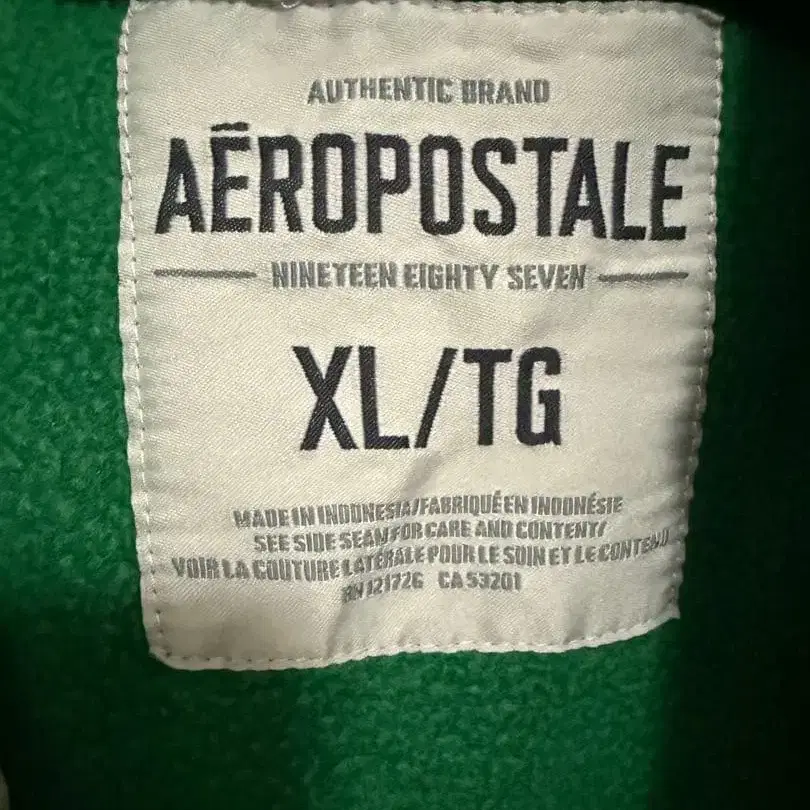 AUTHENTIC BRAND
AĒROPOSTALE
NINETEEN EIGHTY SEVEN
XL/TG
MADE IN INDONESIA/FABRIQUÉ EN INDONÉSIE
SEE SIDE SEAM FOR CARE AND CONTENT/
VOIR LA COUTURE LATÉRALE POUR LE SOIN ET LE CONTENU
RN 121726 CA 53201